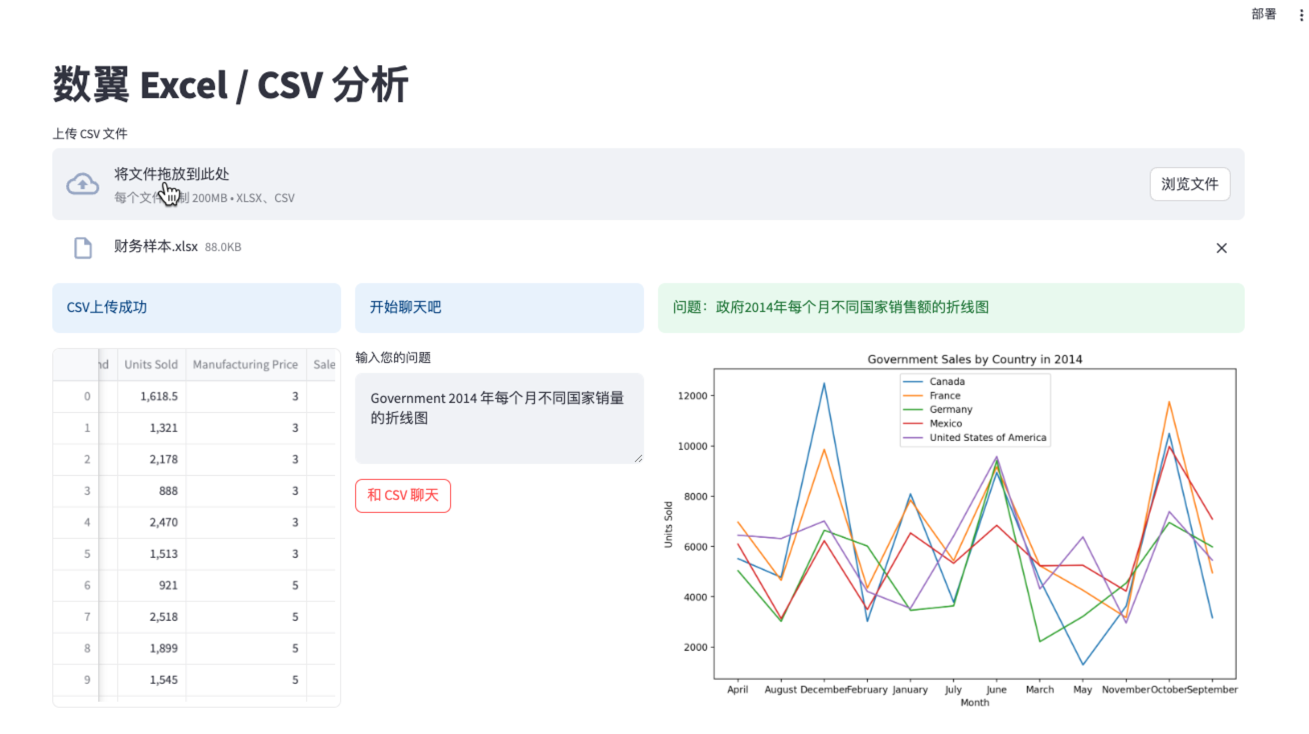 部署
数翼 Excel / CSV 分析
上传 CSV 文件
将文件拖放到此处
每个文件 制 200MB • XLSX、CSV
浏览文件
财务样本.xlsx 88.0KB
CSV上传成功
开始聊天吧
问题：政府2014年每个月不同国家销售额的折线图
nd Units Sold Manufacturing Price Sale
0 1,618.5 3
1 1,321 3
2 2,178 3
3 888 3
4 2,470 3
5 1,513 3
6 921 5
7 2,518 5
8 1,899 5
9 1,545 5
输入您的问题
Government 2014 年每个月不同国家销量
的折线图
和 CSV 聊天
Government Sales by Country in 2014
Canada
France
Germany
Mexico
United States of America
Units Sold
12000
10000
8000
6000
4000
2000
April August December February January July June March May November October September
Month